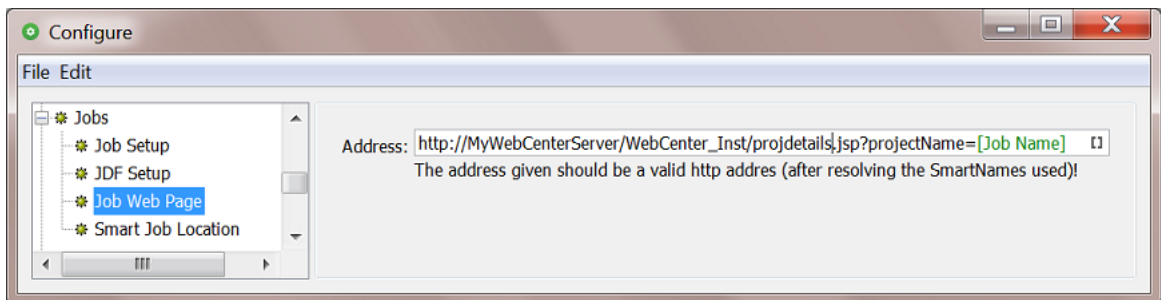 Configure
File Edit
Jobs
Job Setup
JDF Setup
Job Web Page
Smart Job Location
Address: http://MyWebCenterServer/WebCenter_Inst/projdetails.jsp?projectName=[Job Name] []
The address given should be a valid http addres (after resolving the SmartNames used)!